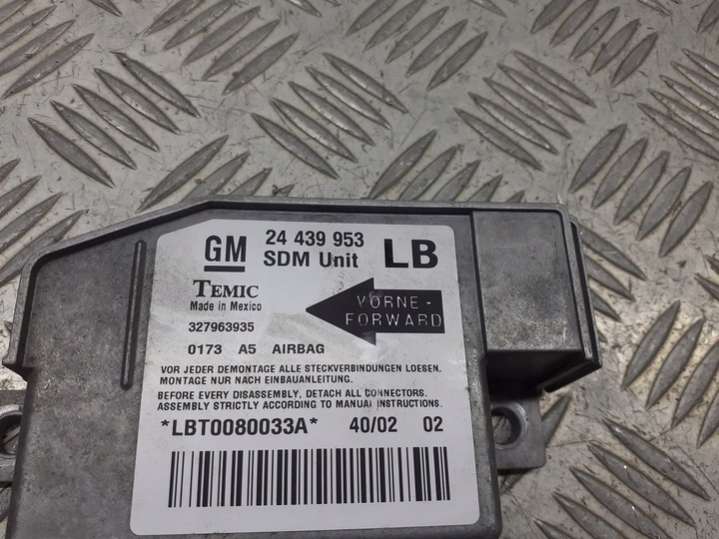 GM 24 439 953 LB
SDM Unit
TEMIC
Made in Mexico
VORNE -
FORWARD
327963935
0173 A5 AIRBAG
VOR JEDER DEMONTAGE ALLE STECKVERBINDUNGEN LOESEN.
MONTAGE NUR NACH EINBAUANLEITUNG.
BEFORE EVERY DISASSEMBLY, DETACH ALL CONNECTORS.
ASSEMBLY STRICTLY ACCORDING TO MANUAL INSTRUCTIONS.
*LBT0080033A* 40/02 02